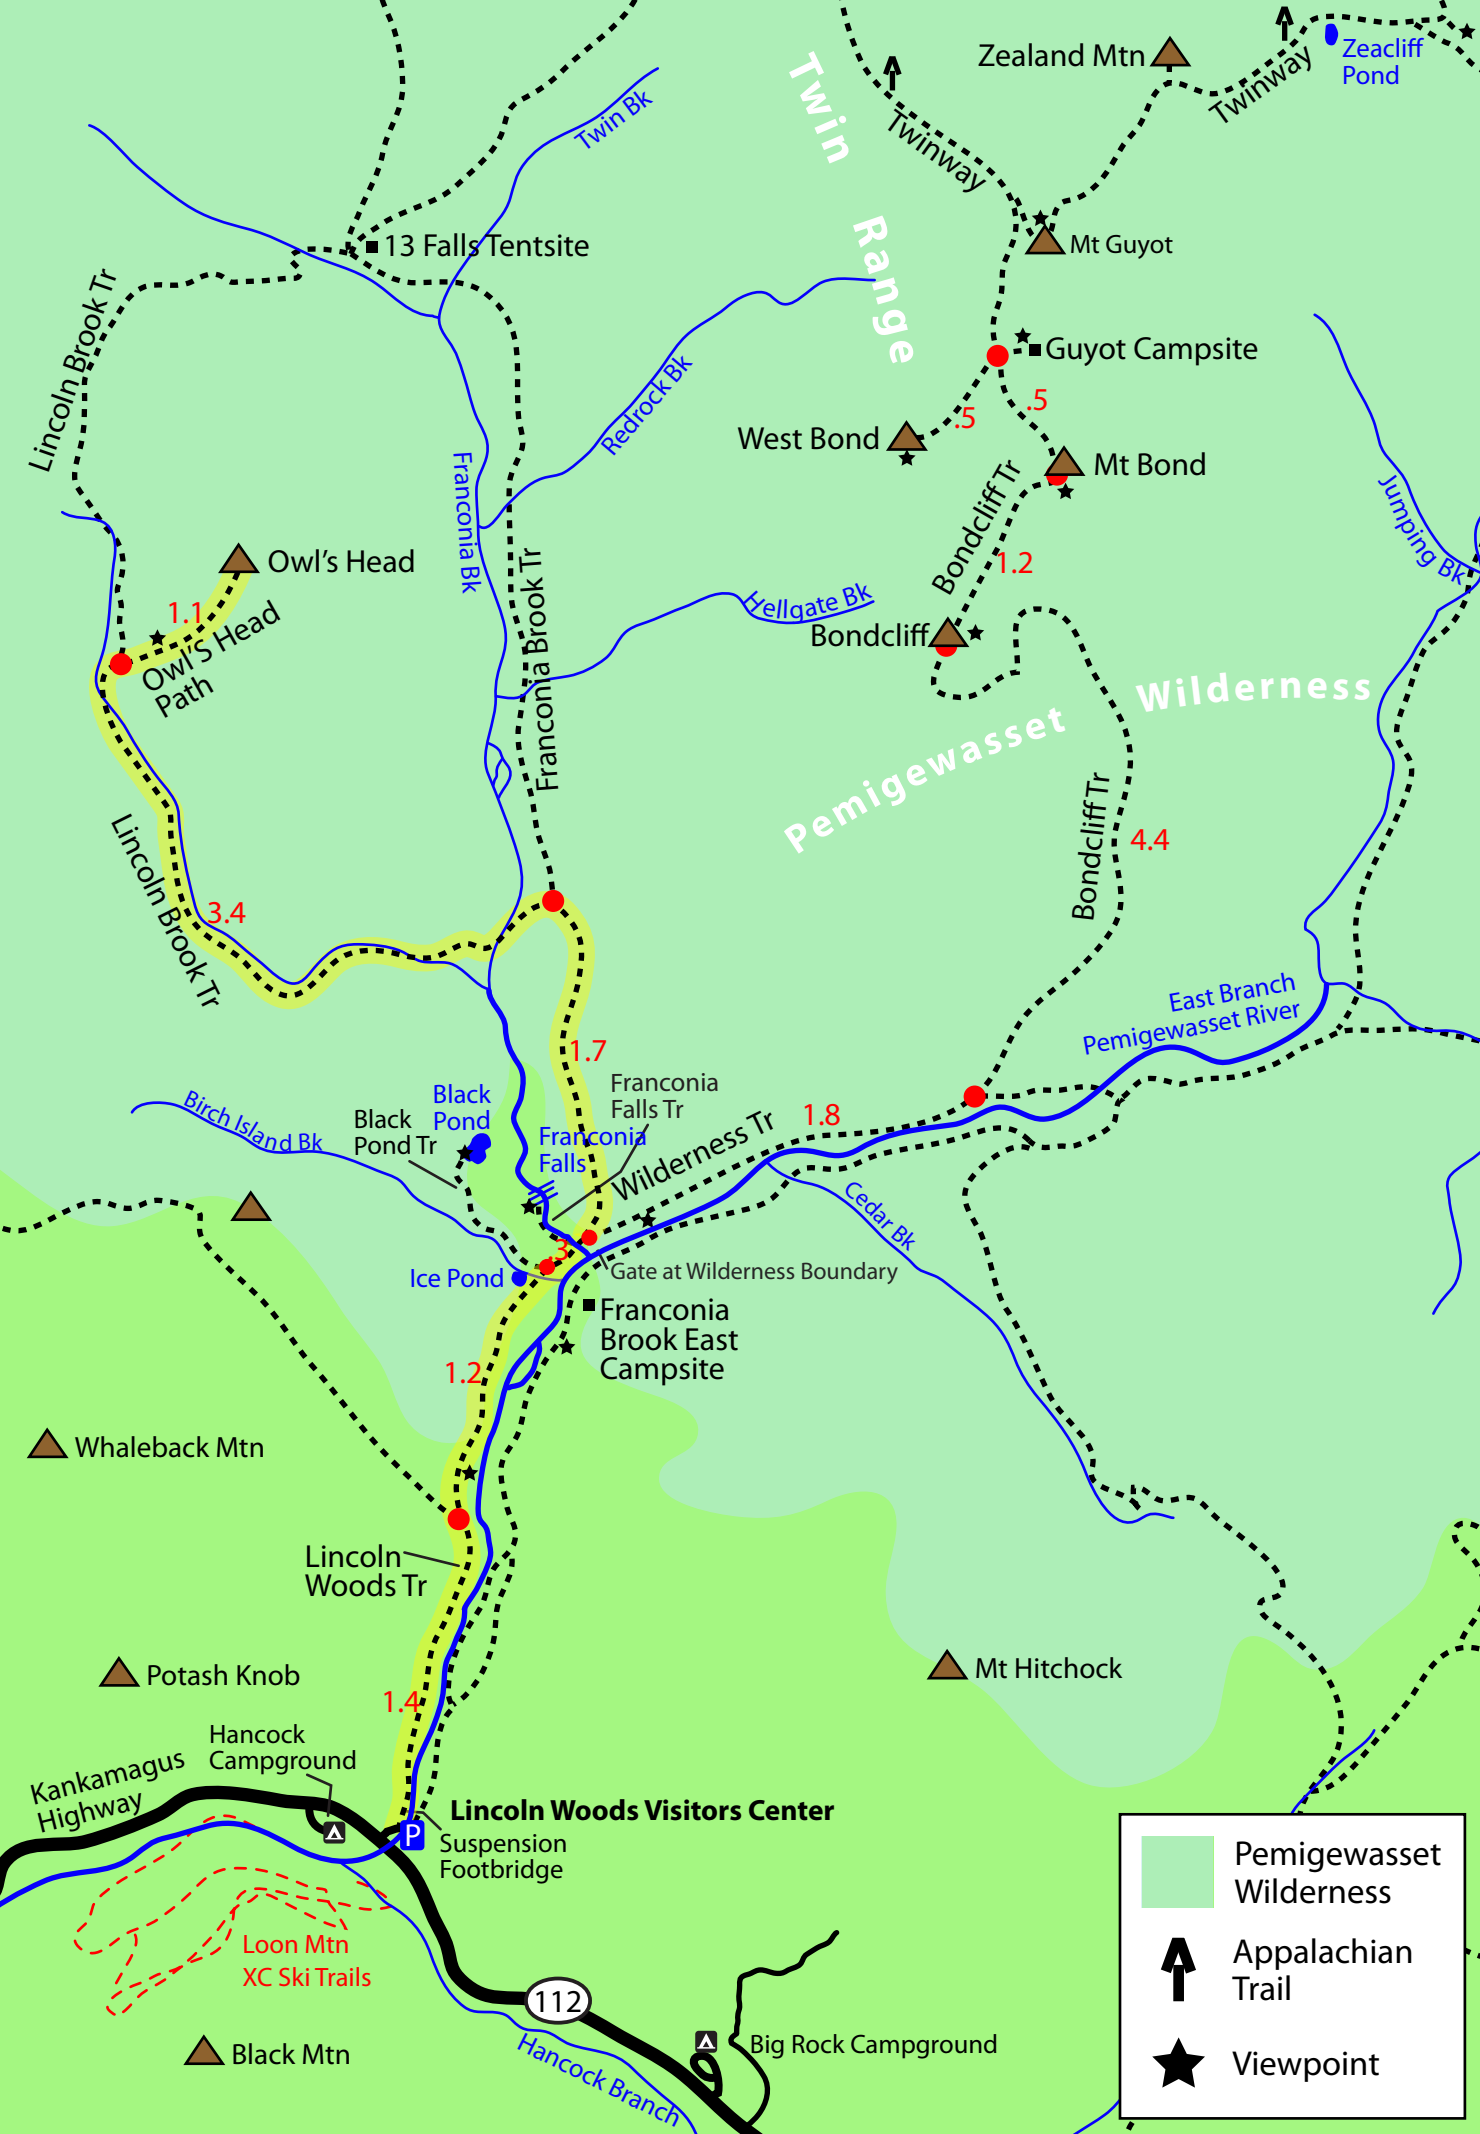 Twin Bk
Twin
Range
Twinway
Zealand Mtn
Twinway
Zeacliff
Pond
13 Falls Tentsite
Mt Guyot
Lincoln Brook Tr
Guyot Campsite
Redrock Bk
.5
.5
West Bond
Mt Bond
Franconia Bk
Bondcliff Tr
Jumping Bk
Owl's Head
1.1
Owl'S Head
Path
Franconia Brook Tr
Hellgate Bk
1.2
Bondcliff
Pemigewasset Wilderness
Lincoln Brook Tr
3.4
Bondcliff Tr
4.4
East Branch
Pemigewasset River
1.7
Birch Island Bk
Black
Pond
Black
Pond Tr
Franconia
Falls Tr
Franconia
Falls
Wilderness Tr
1.8
Cedar Bk
.3
Ice Pond
Gate at Wilderness Boundary
Franconia
Brook East
Campsite
1.2
Whaleback Mtn
Lincoln
Woods Tr
Potash Knob
1.4
Mt Hitchock
Hancock
Campground
Kankamagus
Highway
P
Lincoln Woods Visitors Center
Suspension
Footbridge
Loon Mtn
XC Ski Trails
112
Black Mtn
Hancock Branch
Big Rock Campground
Pemigewasset
Wilderness
Appalachian
Trail
Viewpoint